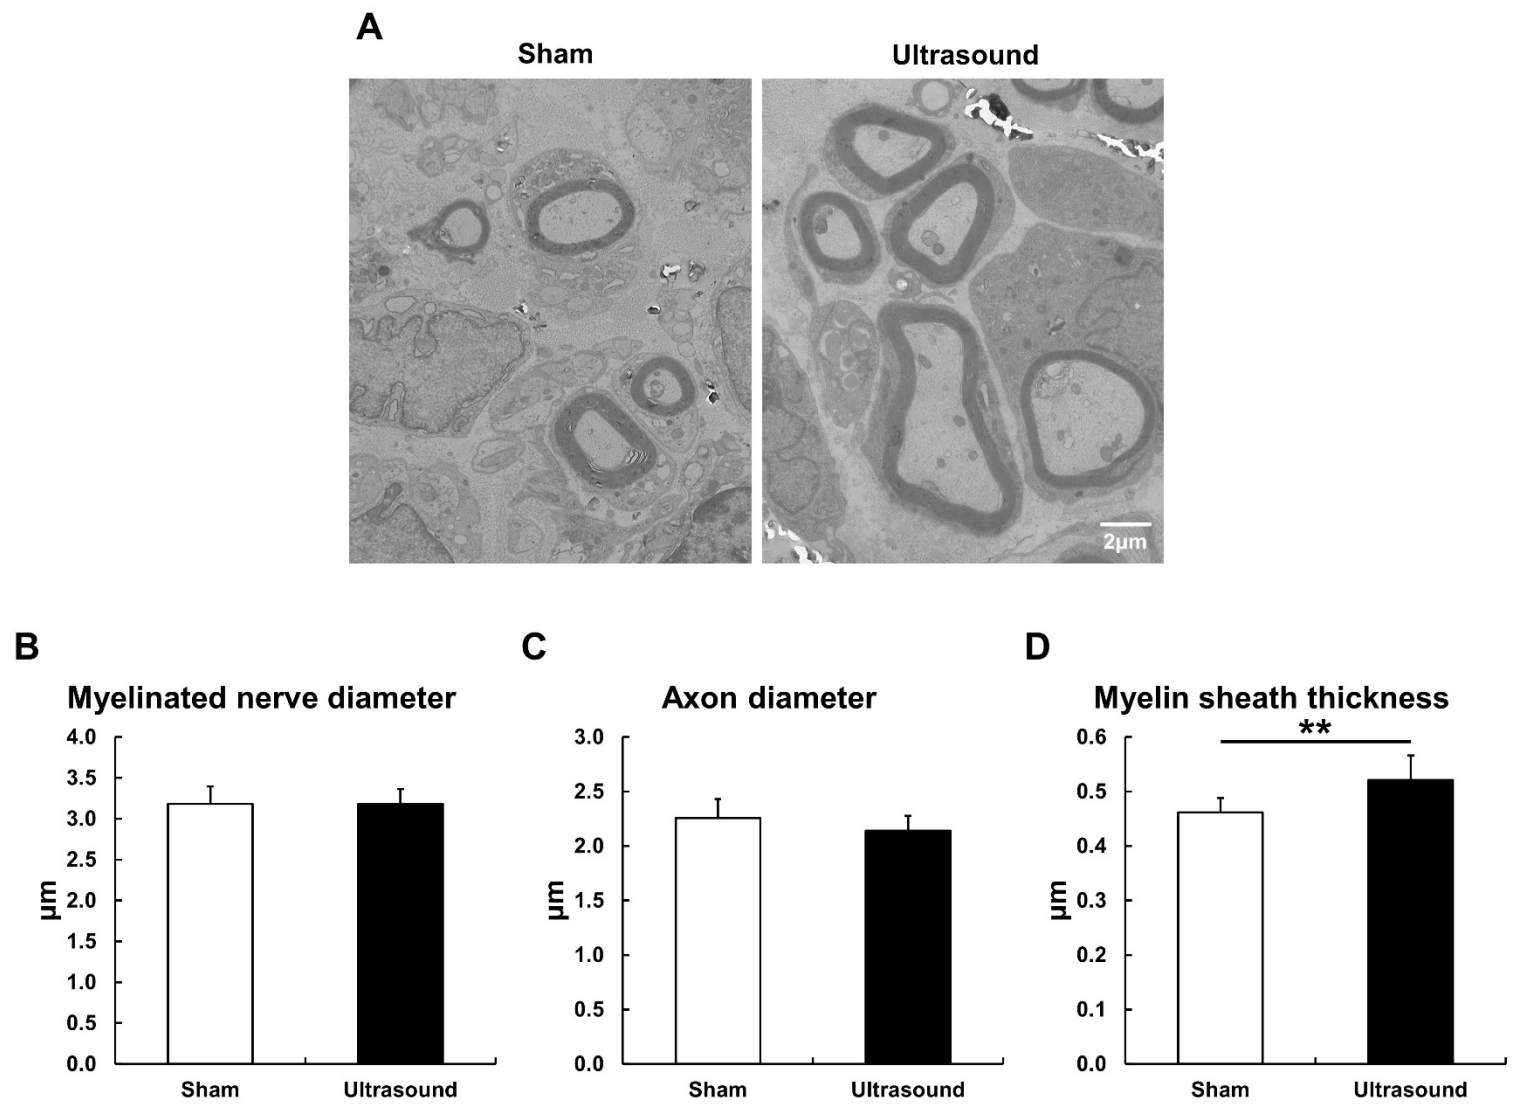 A
Sham
Ultrasound
2μm
B
Myelinated nerve diameter
4.0
3.5
3.0
2.5
2.0
1.5
1.0
0.5
0.0
μm
Sham
Ultrasound
C
Axon diameter
3.0
2.5
2.0
1.5
1.0
0.5
0.0
μm
Sham
Ultrasound
D
Myelin sheath thickness
**
0.6
0.5
0.4
0.3
0.2
0.1
0.0
μm
Sham
Ultrasound